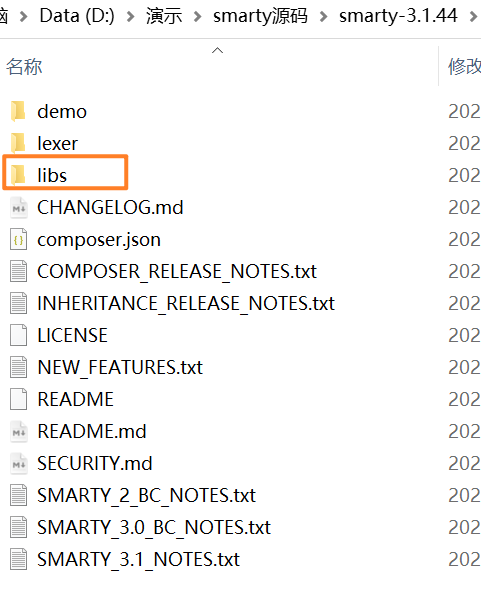 Data (D:) > 演示 > smarty源码 > smarty-3.1.44 >
名称 修改
demo 202
lexer 202
libs 202
CHANGELOG.md 202
composer.json 202
COMPOSER_RELEASE_NOTES.txt 202
INHERITANCE_RELEASE_NOTES.txt 202
LICENSE 202
NEW_FEATURES.txt 202
README 202
README.md 202
SECURITY.md 202
SMARTY_2_BC_NOTES.txt 202
SMARTY_3.0_BC_NOTES.txt 202
SMARTY_3.1_NOTES.txt 202